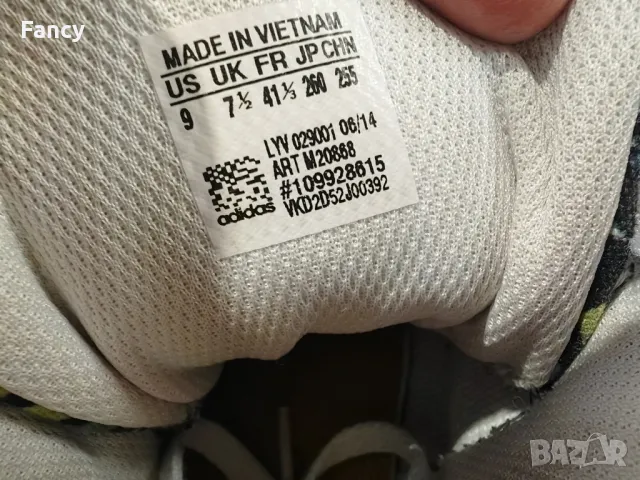 Fancy
MADE IN VIETNAM
US UK FR JP CHN
9 7½ 41⅓ 260 255
LYV 029001 06/14
ART M20868
#109928615
VKD2D52J00392
adidas
BAZAR